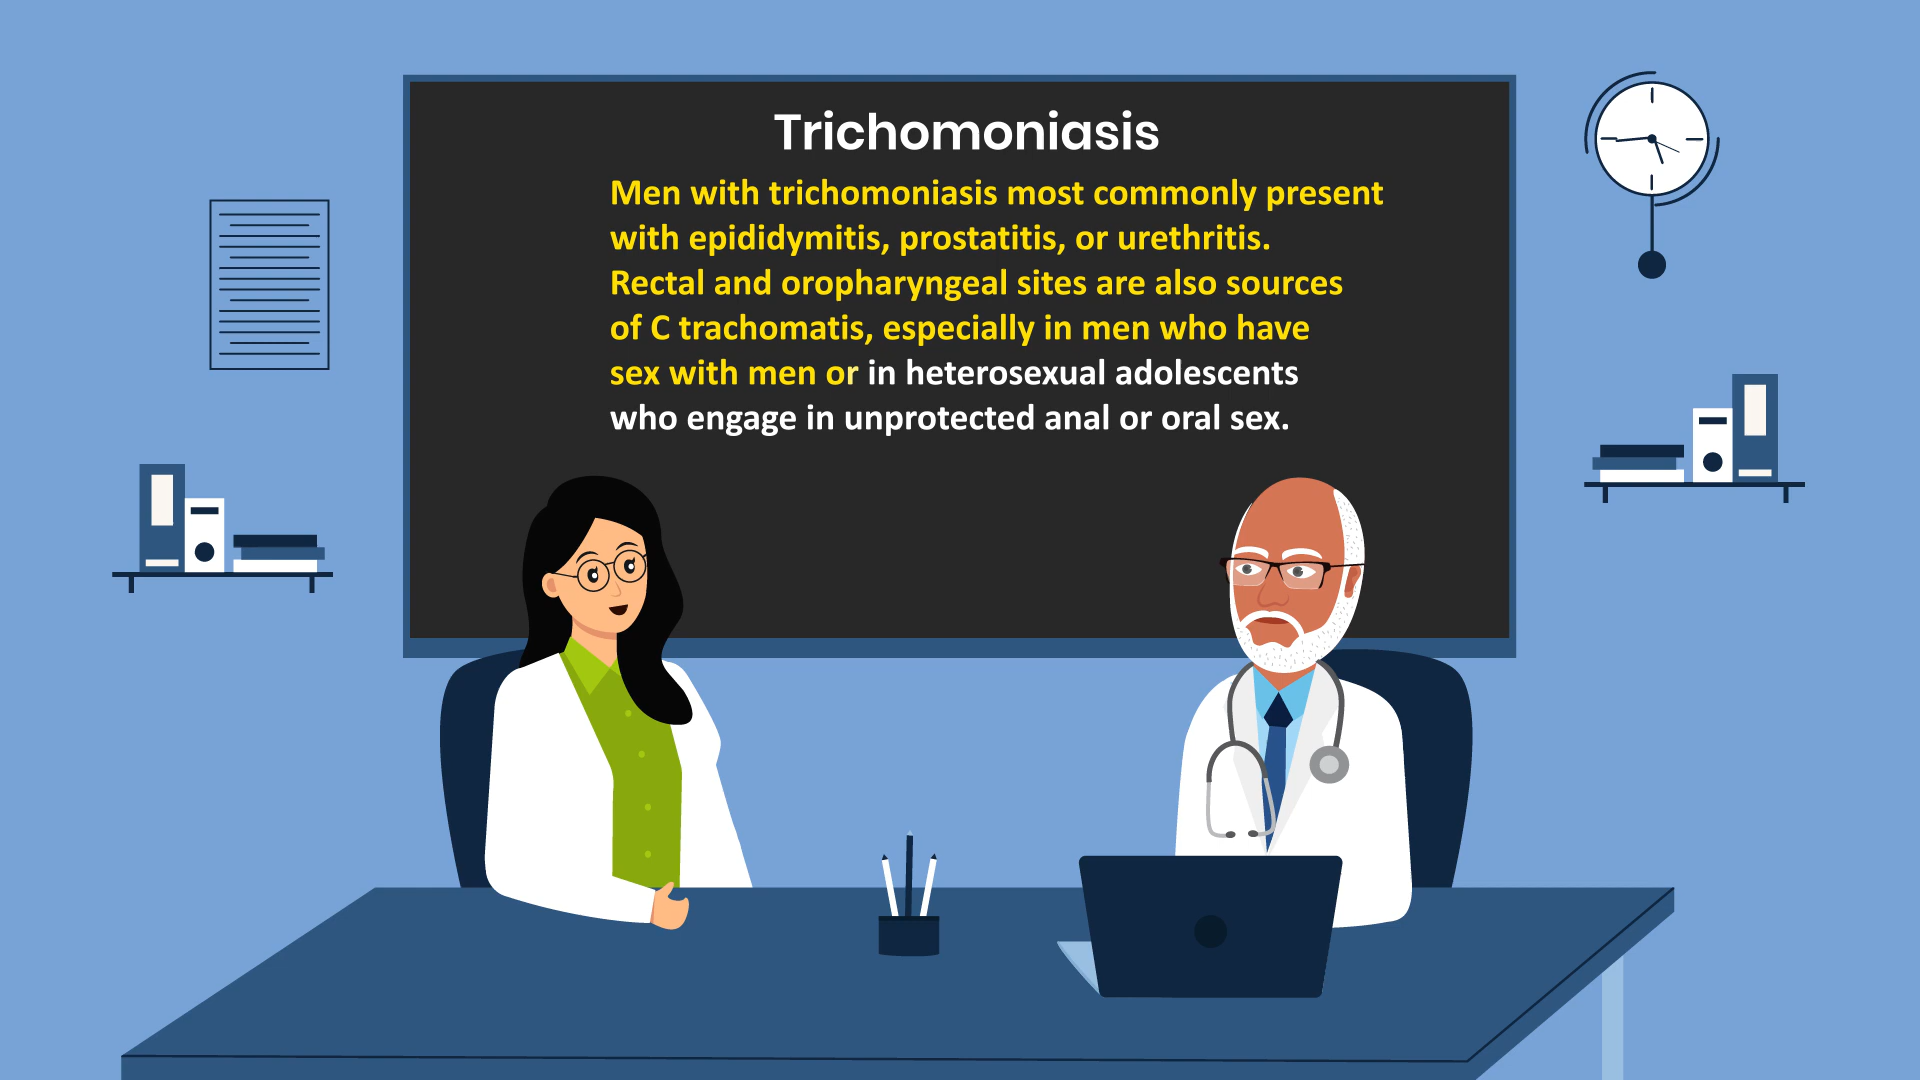 Trichomoniasis
Men with trichomoniasis most commonly present
with epididymitis, prostatitis, or urethritis.
Rectal and oropharyngeal sites are also sources
of C trachomatis, especially in men who have
sex with men or in heterosexual adolescents
who engage in unprotected anal or oral sex.